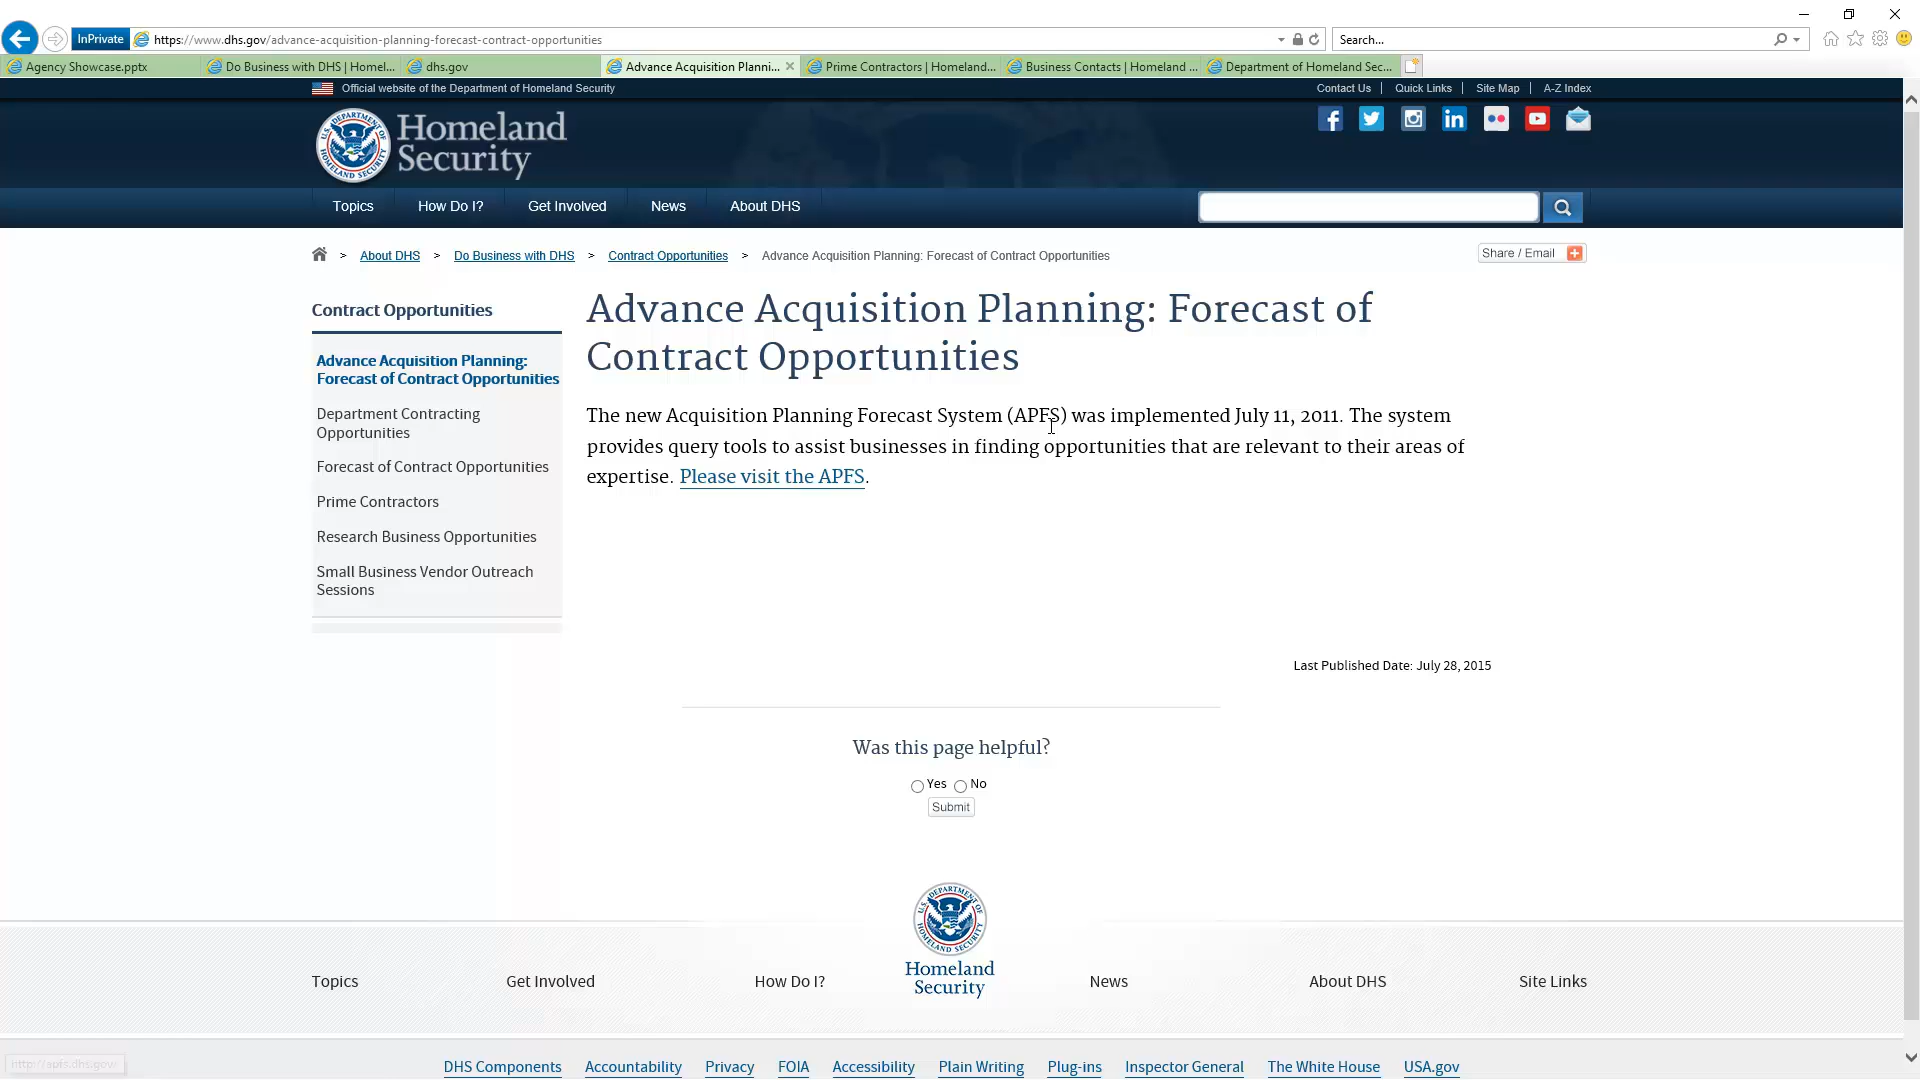 InPrivate
https://www.dhs.gov/advance-acquisition-planning-forecast-contract-opportunities
Search...
Agency Showcase.pptx
Do Business with DHS | Homel...
dhs.gov
Advance Acquisition Planni...
Prime Contractors | Homeland...
Business Contacts | Homeland ...
Department of Homeland Sec...
Official website of the Department of Homeland Security
Contact Us
Quick Links
Site Map
A-Z Index
Homeland
Security
Topics
How Do I?
Get Involved
News
About DHS
> About DHS > Do Business with DHS > Contract Opportunities > Advance Acquisition Planning: Forecast of Contract Opportunities
Share / Email
Contract Opportunities
Advance Acquisition Planning:
Forecast of Contract Opportunities
Department Contracting
Opportunities
Forecast of Contract Opportunities
Prime Contractors
Research Business Opportunities
Small Business Vendor Outreach
Sessions
Advance Acquisition Planning: Forecast of
Contract Opportunities
The new Acquisition Planning Forecast System (APFS) was implemented July 11, 2011. The system
provides query tools to assist businesses in finding opportunities that are relevant to their areas of
expertise. Please visit the APFS.
Last Published Date: July 28, 2015
Was this page helpful?
Yes
No
Submit
Homeland
Security
Topics
Get Involved
How Do I?
News
About DHS
Site Links
http://apfs.dhs.gov/
DHS Components
Accountability
Privacy
FOIA
Accessibility
Plain Writing
Plug-ins
Inspector General
The White House
USA.gov